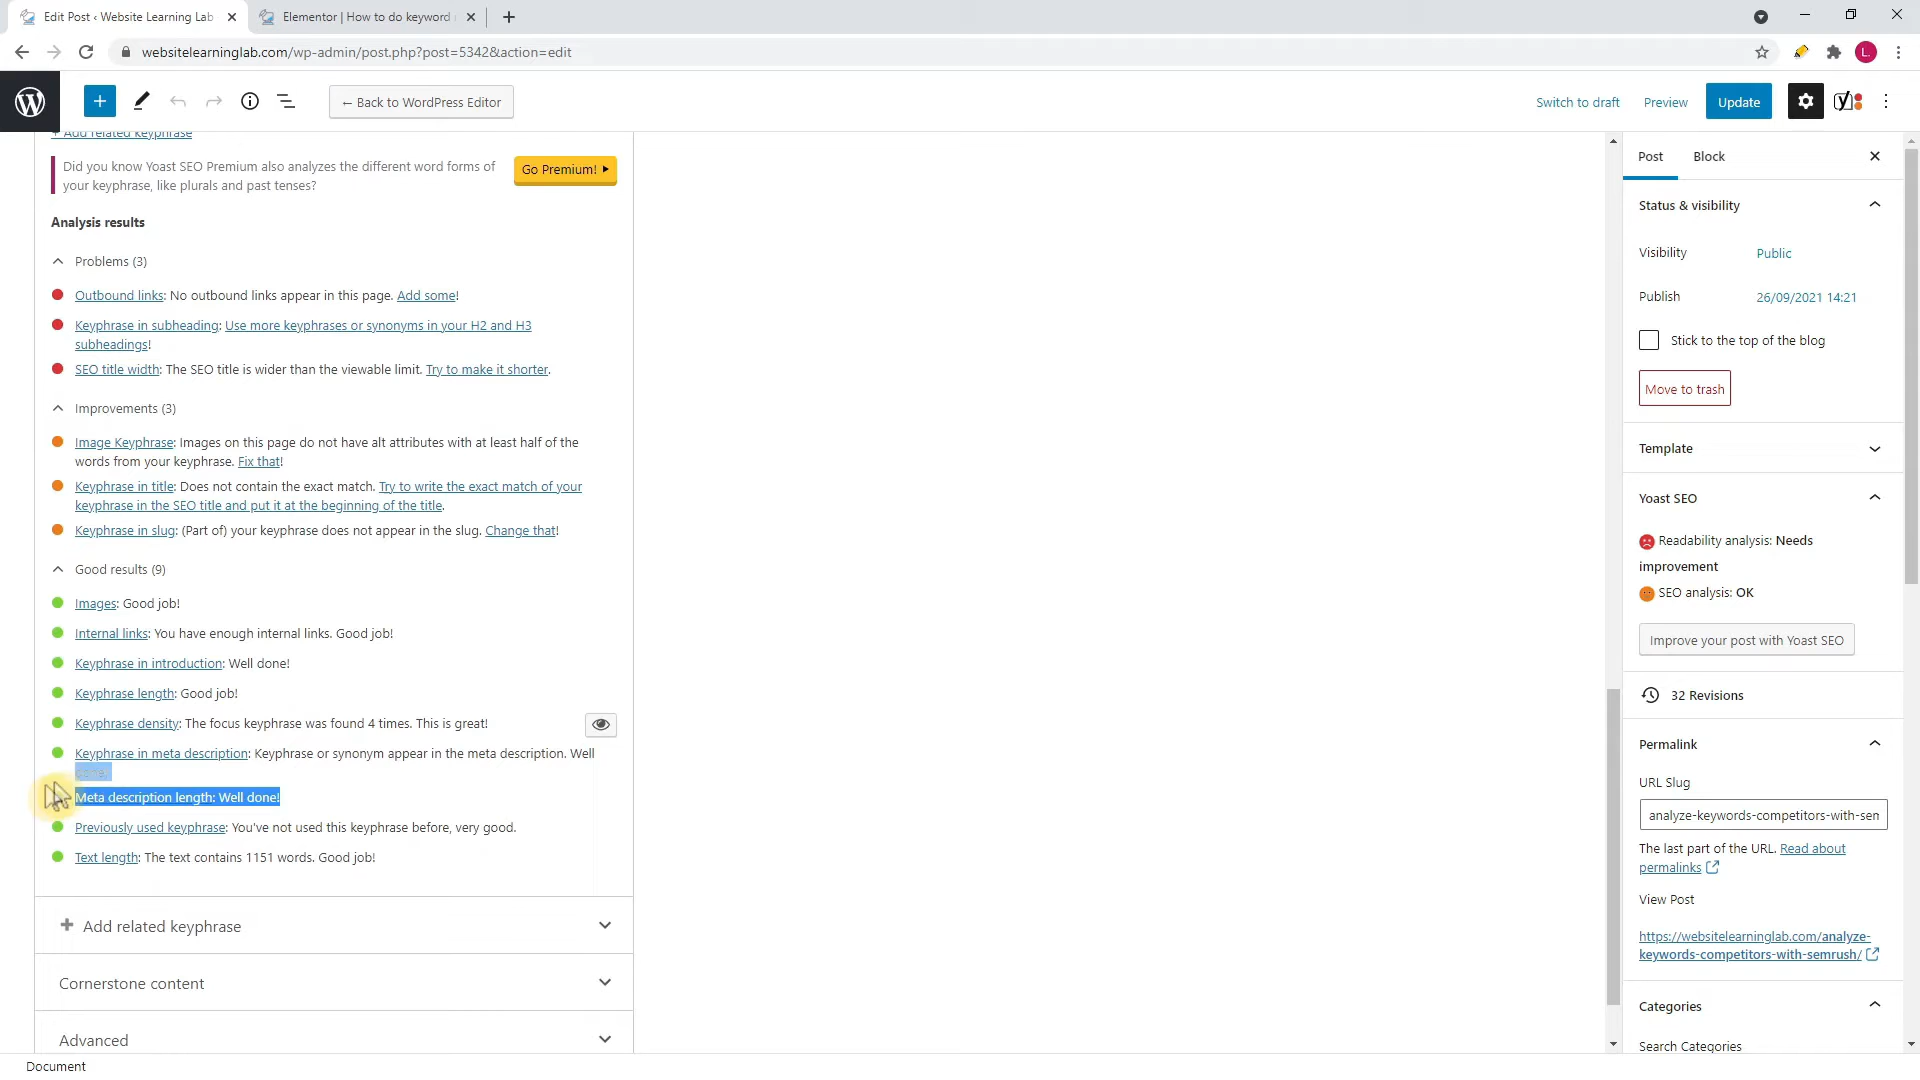 Edit Post ‹ Website Learning Lab
Elementor | How to do keyword
websitelearninglab.com/wp-admin/post.php?post=5342&action=edit
L
← Back to WordPress Editor
Switch to draft
Preview
Update
+ Add related keyphrase
Did you know Yoast SEO Premium also analyzes the different word forms of
your keyphrase, like plurals and past tenses?
Go Premium!
Analysis results
Problems (3)
Outbound links: No outbound links appear in this page. Add some!
Keyphrase in subheading: Use more keyphrases or synonyms in your H2 and H3
subheadings!
SEO title width: The SEO title is wider than the viewable limit. Try to make it shorter.
Improvements (3)
Image Keyphrase: Images on this page do not have alt attributes with at least half of the
words from your keyphrase. Fix that!
Keyphrase in title: Does not contain the exact match. Try to write the exact match of your
keyphrase in the SEO title and put it at the beginning of the title.
Keyphrase in slug: (Part of) your keyphrase does not appear in the slug. Change that!
Good results (9)
Images: Good job!
Internal links: You have enough internal links. Good job!
Keyphrase in introduction: Well done!
Keyphrase length: Good job!
Keyphrase density: The focus keyphrase was found 4 times. This is great!
Keyphrase in meta description: Keyphrase or synonym appear in the meta description. Well
done!
Meta description length: Well done!
Previously used keyphrase: You've not used this keyphrase before, very good.
Text length: The text contains 1151 words. Good job!
Add related keyphrase
Cornerstone content
Advanced
Document
Post
Block
Status & visibility
Visibility
Public
Publish
26/09/2021 14:21
Stick to the top of the blog
Move to trash
Template
Yoast SEO
Readability analysis: Needs
improvement
SEO analysis: OK
Improve your post with Yoast SEO
32 Revisions
Permalink
URL Slug
analyze-keywords-competitors-with-sem
The last part of the URL. Read about
permalinks
View Post
https://websitelearninglab.com/analyze-
keywords-competitors-with-semrush/
Categories
Search Categories